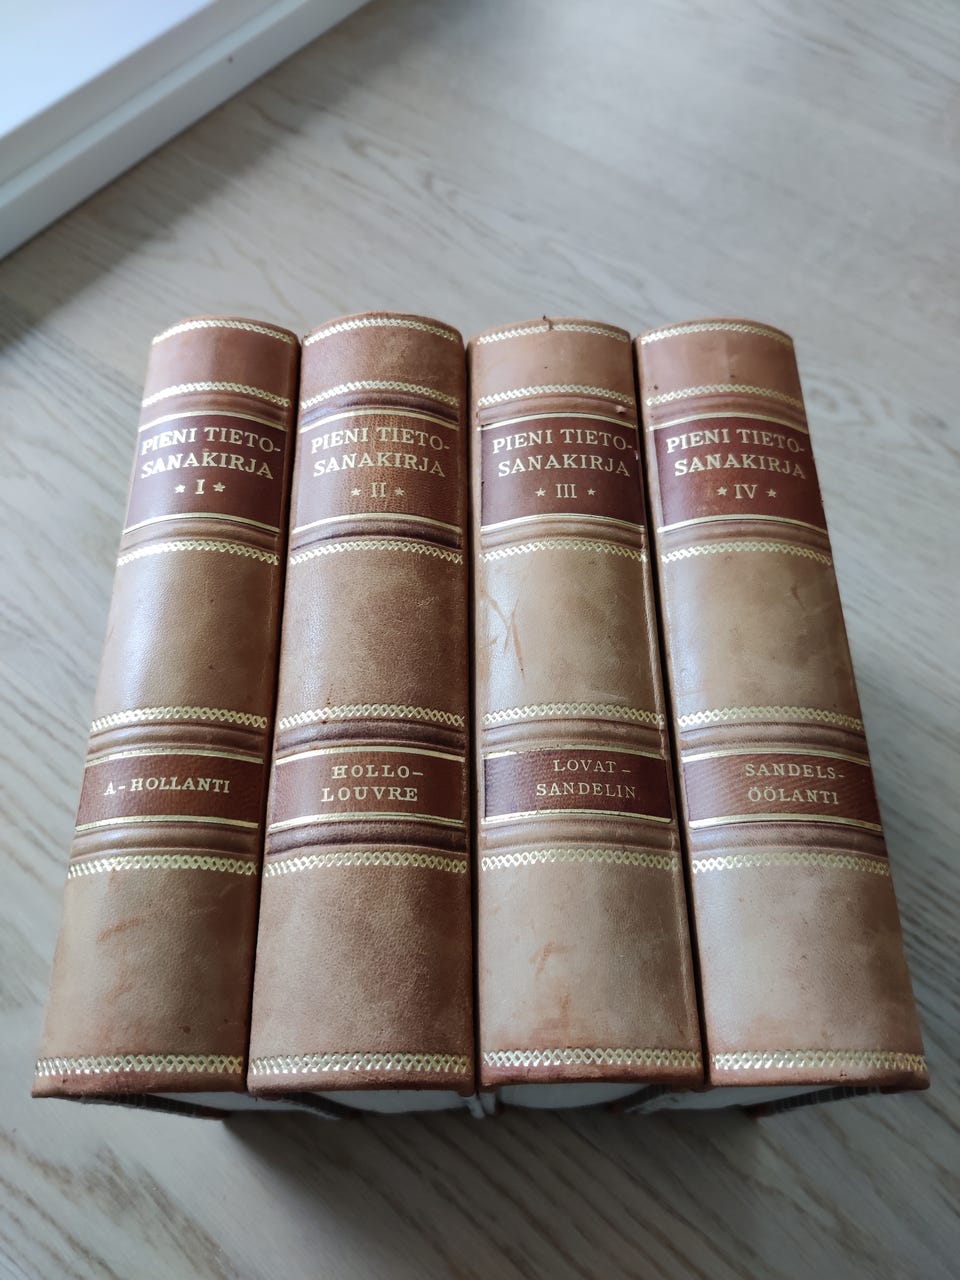 PIENI TIETO-
SANAKIRJA
★ I ★
A-HOLLANTI
PIENI TIETO-
SANAKIRJA
★ II ★
HOLLO-
LOUVRE
PIENI TIETO-
SANAKIRJA
★ III ★
LOVAT-
SANDELIN
PIENI TIETO-
SANAKIRJA
★ IV ★
SANDELS-
ÖÖLANTI